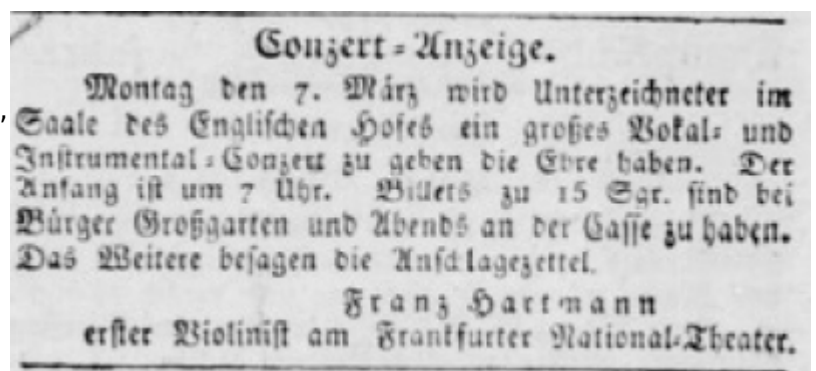 Conzert-Anzeige.
Montag den 7. März wird Unterzeichneter im
Saale des Englischen Hofes ein großes Vokal- und
Instrumental-Conzert zu geben die Ehre haben. Der
Anfang ist um 7 Uhr. Billets zu 15 Sgr. sind bei
Bürger Großgarten und Abends an der Casse zu haben.
Das Weitere besagen die Anschlagezettel.
Franz Hartmann
erster Violinist am Frankfurter National-Theater.